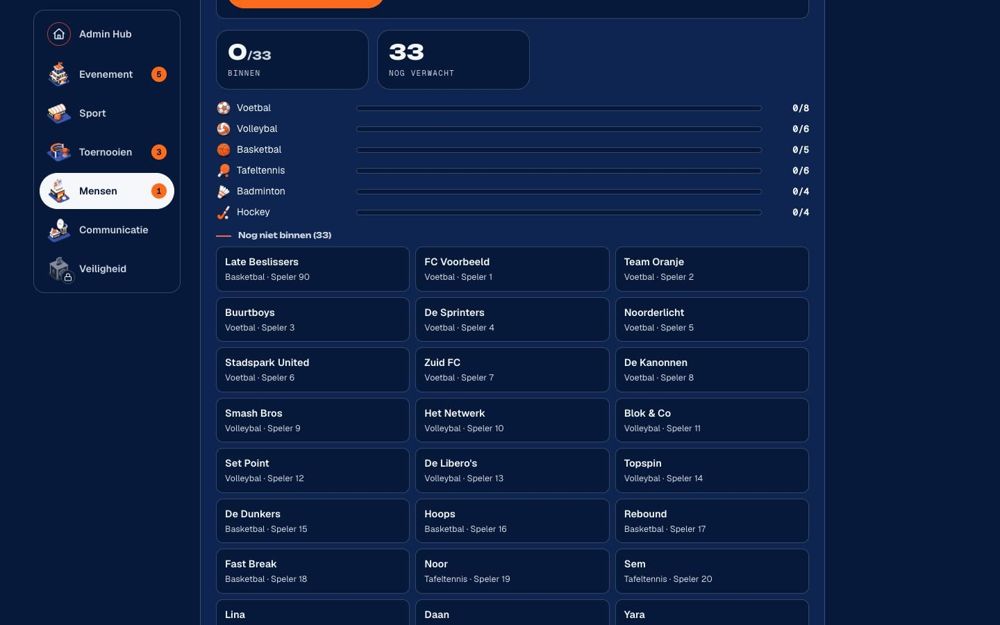 Admin Hub
Evenement 5
Sport
Toernooien 3
Mensen 1
Communicatie
Veiligheid
0/33
BINNEN
33
NOG VERWACHT
Voetbal 0/8
Volleybal 0/6
Basketbal 0/5
Tafeltennis 0/6
Badminton 0/4
Hockey 0/4
Nog niet binnen (33)
Late Beslissers
Basketbal · Speler 90
FC Voorbeeld
Voetbal · Speler 1
Team Oranje
Voetbal · Speler 2
Buurtboys
Voetbal · Speler 3
De Sprinters
Voetbal · Speler 4
Noorderlicht
Voetbal · Speler 5
Stadspark United
Voetbal · Speler 6
Zuid FC
Voetbal · Speler 7
De Kanonnen
Voetbal · Speler 8
Smash Bros
Volleybal · Speler 9
Het Netwerk
Volleybal · Speler 10
Blok & Co
Volleybal · Speler 11
Set Point
Volleybal · Speler 12
De Libero's
Volleybal · Speler 13
Topspin
Volleybal · Speler 14
De Dunkers
Basketbal · Speler 15
Hoops
Basketbal · Speler 16
Rebound
Basketbal · Speler 17
Fast Break
Basketbal · Speler 18
Noor
Tafeltennis · Speler 19
Sem
Tafeltennis · Speler 20
Lina
Daan
Yara